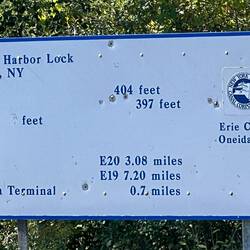 Harbor Lock
, NY
404 feet
397 feet
feet
Erie C
Oneida
E20 3.08 miles
E19 7.20 miles
Terminal 0.7 miles